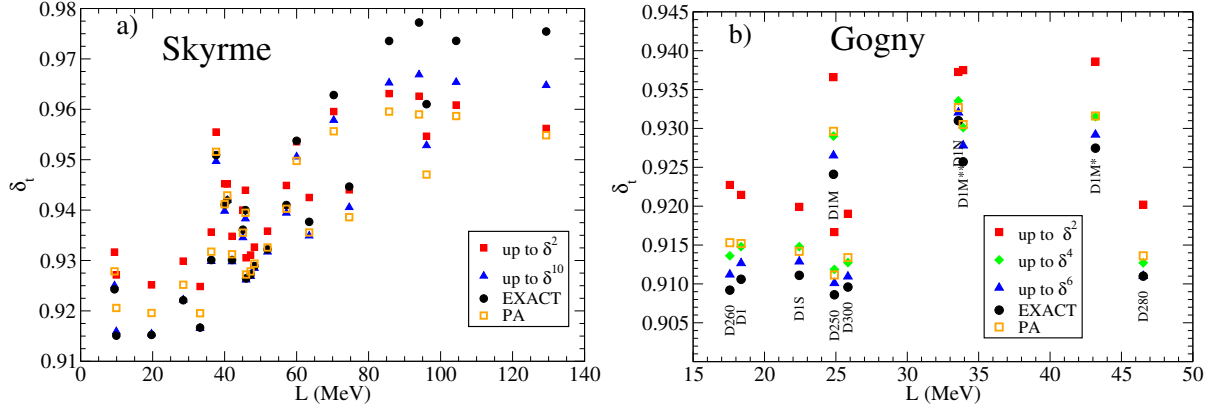 a)
Skyrme
0.98
0.97
0.96
0.95
0.94
0.93
0.92
0.91
δt
0
20
40
60
80
100
120
140
L (MeV)
up to δ²
up to δ¹⁰
EXACT
PA
b)
Gogny
0.945
0.940
0.935
0.930
0.925
0.920
0.915
0.910
0.905
δt
15
20
25
30
35
40
45
50
L (MeV)
D260
D1
D1S
D1M
D250
D300
D1N
D1M**
D1M*
D280
up to δ²
up to δ⁴
up to δ⁶
EXACT
PA